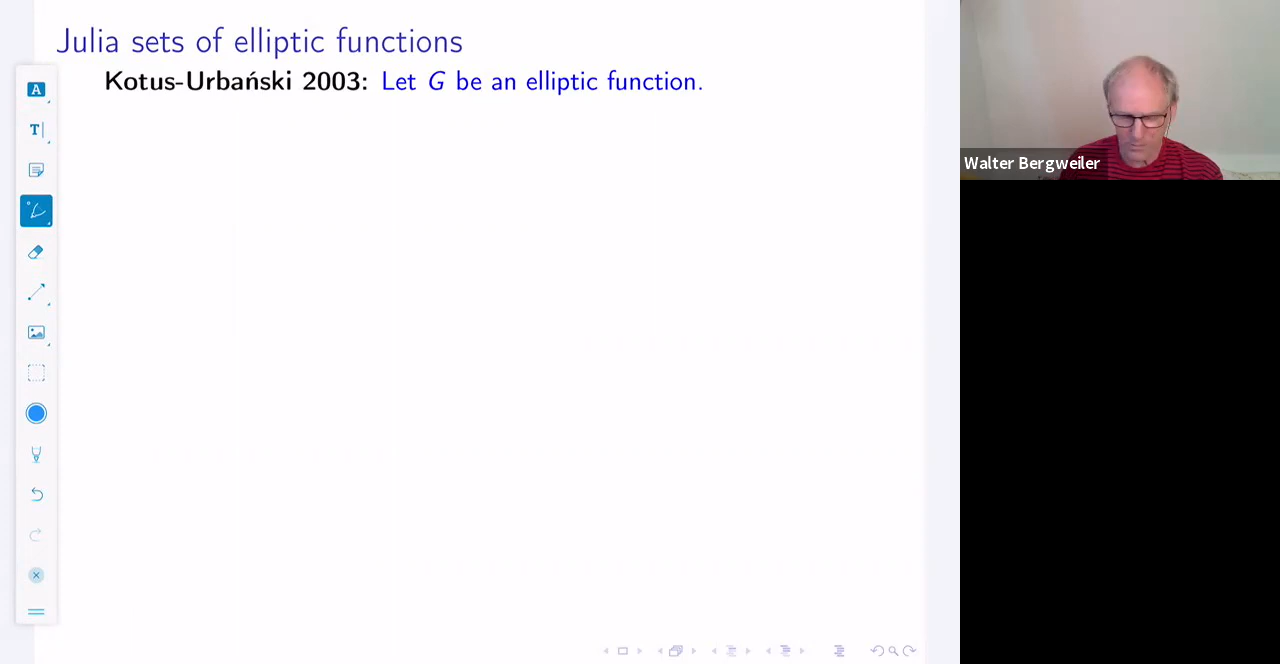 Julia sets of elliptic functions
Kotus-Urbański 2003: Let G be an elliptic function.
A
T
Walter Bergweiler